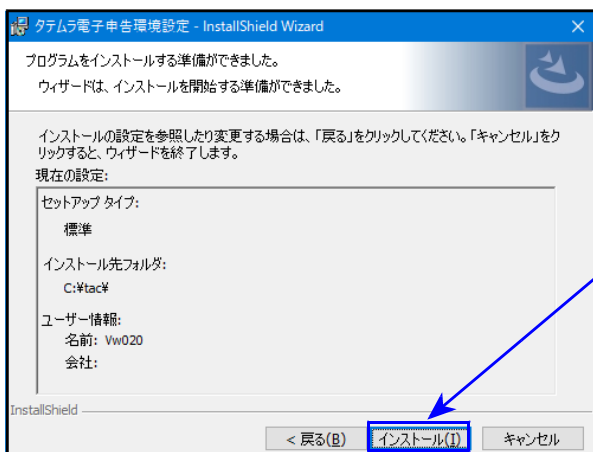 タテムラ電子申告環境設定 - InstallShield Wizard
プログラムをインストールする準備ができました。
ウィザードは、インストールを開始する準備ができました。
インストールの設定を参照したり変更する場合は、「戻る」をクリックしてください。「キャンセル」をク
リックすると、ウィザードを終了します。
現在の設定:
セットアップ タイプ:
標準
インストール先フォルダ:
C:¥tac¥
ユーザー情報:
名前: Vw020
会社:
InstallShield
< 戻る(B) インストール(I) キャンセル